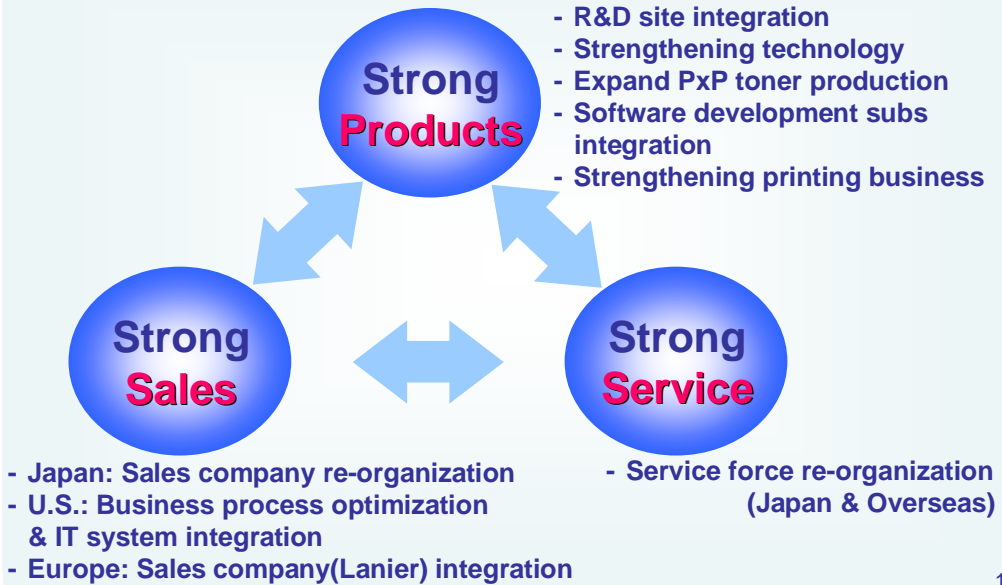 - R&D site integration
- Strengthening technology
- Expand PxP toner production
- Software development subs
integration
- Strengthening printing business
Strong
Products
Strong
Sales
Strong
Service
- Japan: Sales company re-organization
- U.S.: Business process optimization
& IT system integration
- Europe: Sales company(Lanier) integration
- Service force re-organization
(Japan & Overseas)